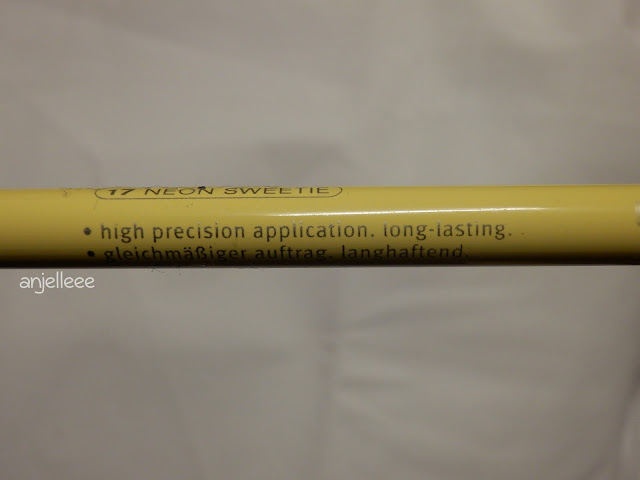 17 NEON SWEETIE
• high precision application. long-lasting.
• gleichmäßiger auftrag. langhaftend.
anjelleee